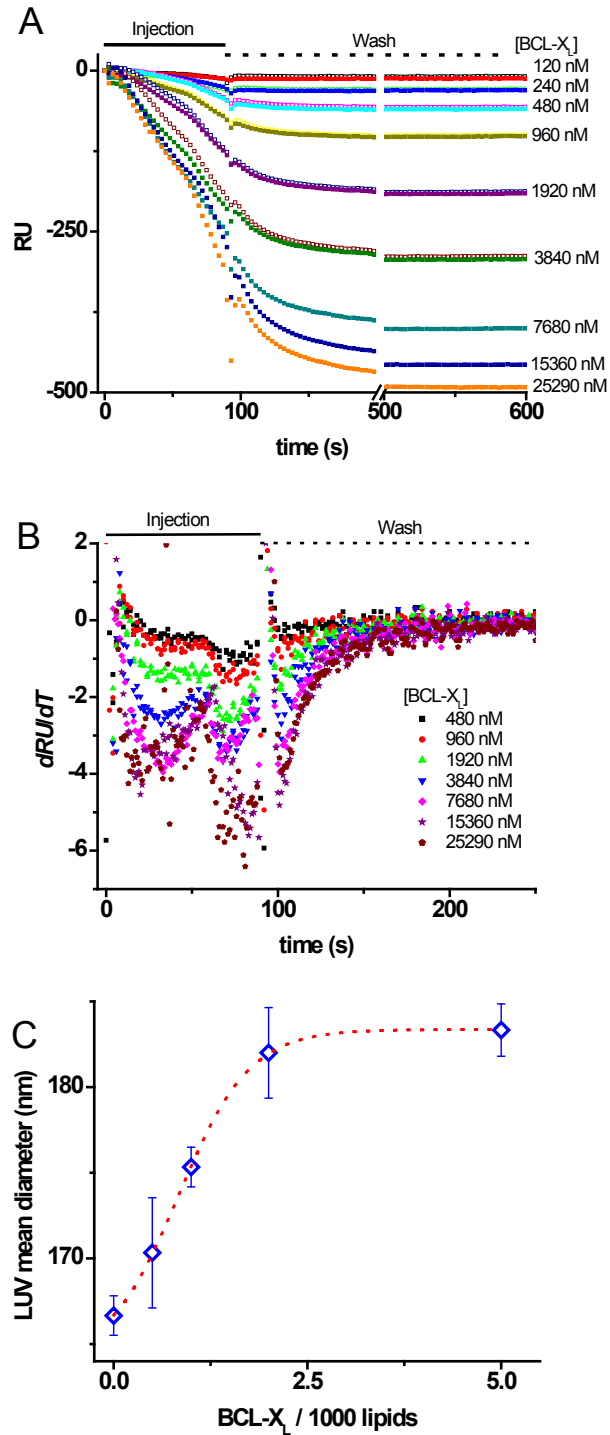 A
Injection
Wash
[BCL-XL]
0
-250
-500
RU
120 nM
240 nM
480 nM
960 nM
1920 nM
3840 nM
7680 nM
15360 nM
25290 nM
0 100 500 600
time (s)
B
Injection
Wash
2
0
-2
-4
-6
dRU/dT
[BCL-XL]
480 nM
960 nM
1920 nM
3840 nM
7680 nM
15360 nM
25290 nM
0 100 200
time (s)
C
180
170
LUV mean diameter (nm)
0.0 2.5 5.0
BCL-XL / 1000 lipids